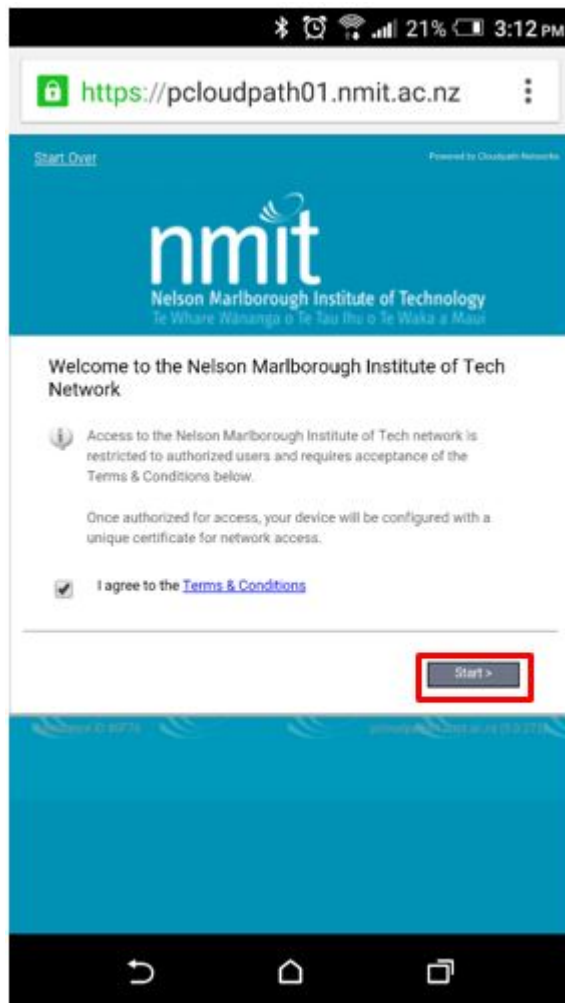 21% 3:12 PM
https://pcloudpath01.nmit.ac.nz
Start Over
Powered by Cloudpath Networks
nmit
Nelson Marlborough Institute of Technology
Te Whare Wānanga o Te Tau Ihu o Te Waka a Maui
Welcome to the Nelson Marlborough Institute of Tech
Network
Access to the Nelson Marlborough Institute of Tech network is
restricted to authorized users and requires acceptance of the
Terms & Conditions below.
Once authorized for access, your device will be configured with a
unique certificate for network access.
I agree to the Terms & Conditions
Start >